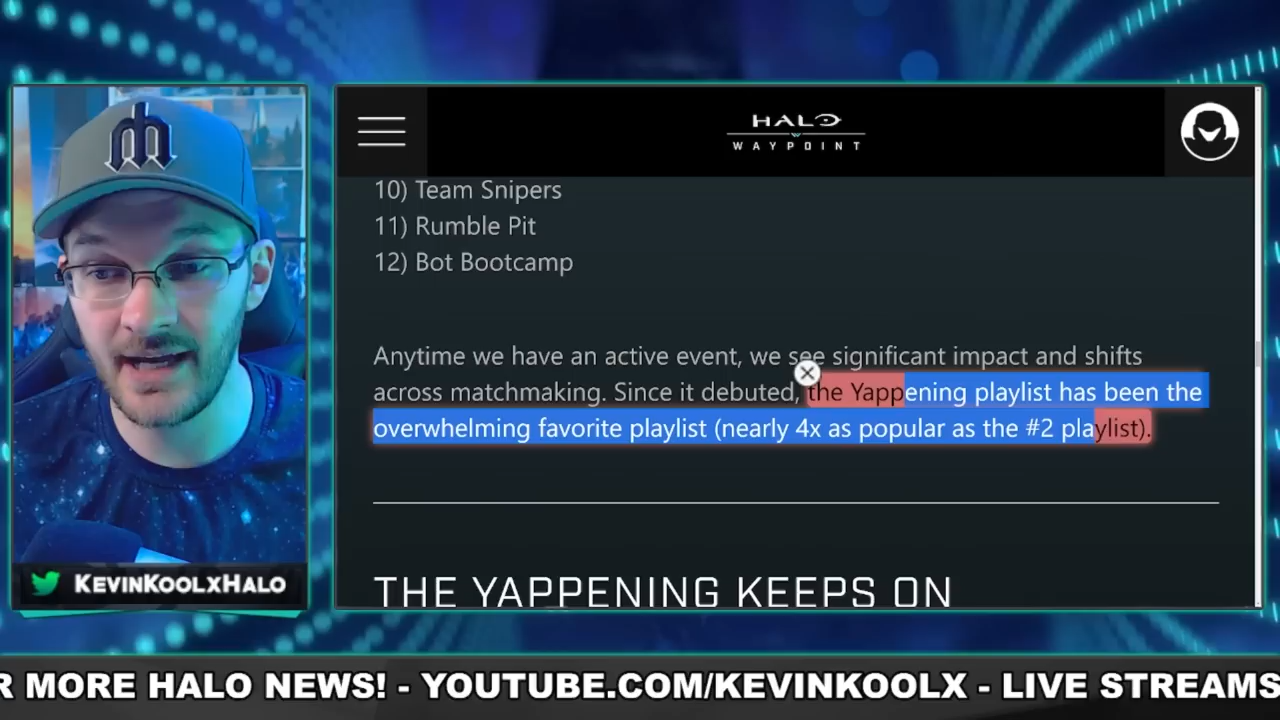 HALO
WAYPOINT
10) Team Snipers
11) Rumble Pit
12) Bot Bootcamp
Anytime we have an active event, we see significant impact and shifts
across matchmaking. Since it debuted, the Yappening playlist has been the
overwhelming favorite playlist (nearly 4x as popular as the #2 playlist).
THE YAPPENING KEEPS ON
KEVINKOOLXHALO
R MORE HALO NEWS! - YOUTUBE.COM/KEVINKOOLX - LIVE STREAMS